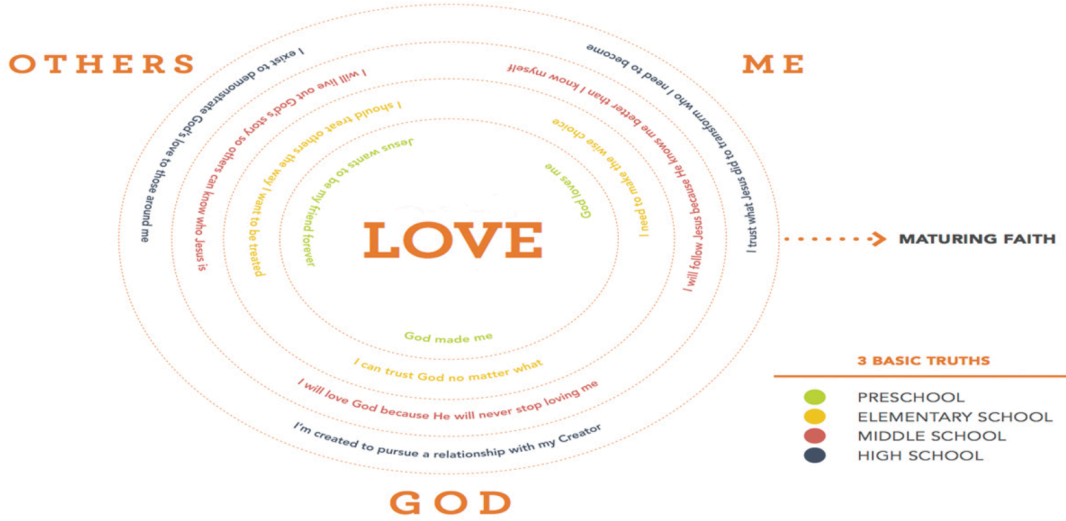 OTHERS
ME
I exist to demonstrate God's love to those around me
I will live out God's story so others can know who Jesus is
I should treat others the way I want to be treated
Jesus wants to be my friend forever
I trust what Jesus did to transform who I need to become
I will follow Jesus because He knows me better than I know myself
I need to make the wise choice
God loves me
LOVE
MATURING FAITH
God made me
I can trust God no matter what
I will love God because He will never stop loving me
I'm created to pursue a relationship with my Creator
GOD
3 BASIC TRUTHS
PRESCHOOL
ELEMENTARY SCHOOL
MIDDLE SCHOOL
HIGH SCHOOL